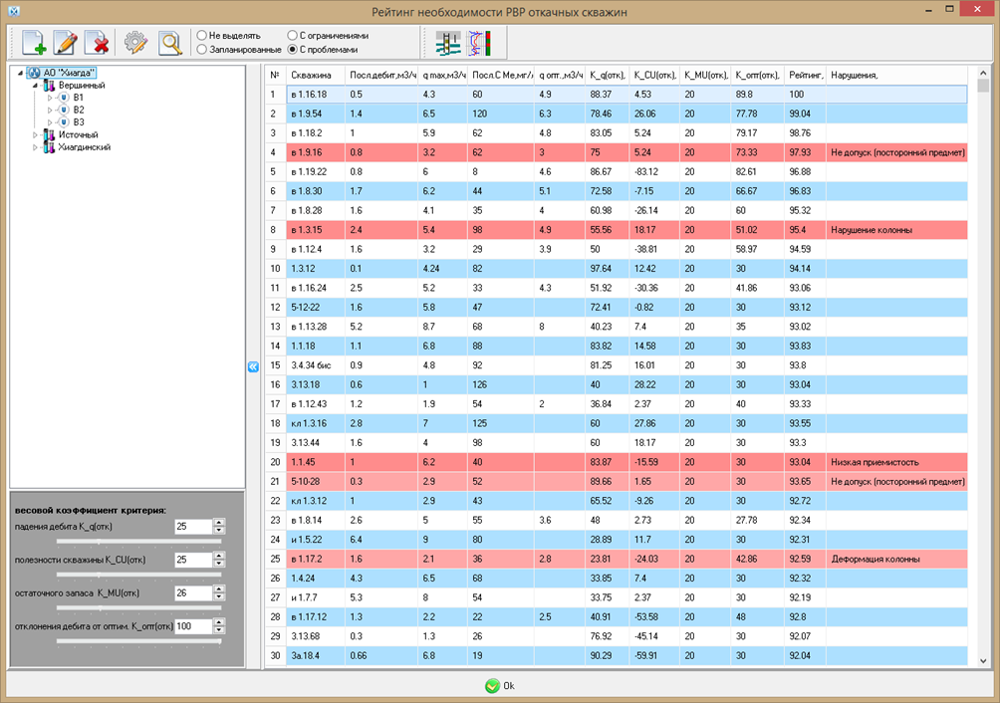 Рейтинг необходимости РВР откачных скважин
Не выделять С ограничениями
Запланированные С проблемами
АО "Хиагда"
Вершинный
В1
В2
В3
Источный
Хиагдинский
весовой коэффициент критерия:
падения дебита K_q(отк) 25
полезности скважины K_CU(отк) 25
остаточного запаса K_MU(отк) 26
отклонения дебита от оптим. K_опт(отк) 100
№ Скважина Посл.дебит,м3/ч q max,м3/ч Посл.С Me,мг/ q опт.,м3/ч K_q(отк), K_CU(отк), K_MU(отк), K_опт(отк), Рейтинг, Нарушения,
1 в 1.16.18 0.5 4.3 60 4.9 88.37 4.53 20 89.8 100
2 в 1.9.54 1.4 6.5 120 6.3 78.46 26.06 20 77.78 99.04
3 в 1.18.2 1 5.9 62 4.8 83.05 5.24 20 79.17 98.76
4 в 1.9.16 0.8 3.2 62 3 75 5.24 20 73.33 97.93 Не допуск (посторонний предмет)
5 в 1.19.22 0.8 6 8 4.6 86.67 -83.12 20 82.61 96.88
6 в 1.8.30 1.7 6.2 44 5.1 72.58 -7.15 20 66.67 96.83
7 в 1.8.28 1.6 4.1 35 4 60.98 -26.14 20 60 95.32
8 в 1.3.15 2.4 5.4 98 4.9 55.56 18.17 20 51.02 95.4 Нарушение колонны
9 в 1.12.4 1.6 3.2 29 3.9 50 -38.81 20 58.97 94.59
10 1.3.12 0.1 4.24 82 97.64 12.42 20 30 94.14
11 в 1.16.24 2.5 5.2 33 4.3 51.92 -30.36 20 41.86 93.06
12 5-12-22 1.6 5.8 47 72.41 -0.82 20 30 93.12
13 в 1.13.28 5.2 8.7 68 8 40.23 7.4 20 35 93.02
14 1.1.18 1.1 6.8 88 83.82 14.58 20 30 93.83
15 3.4.34 бис 0.9 4.8 92 81.25 16.01 20 30 93.8
16 3.13.18 0.6 1 126 40 28.22 20 30 93.04
17 в 1.12.43 1.2 1.9 54 2 36.84 2.37 20 40 93.33
18 кл 1.3.16 2.8 7 125 60 27.86 20 30 93.55
19 3.13.44 1.6 4 98 60 18.17 20 30 93.3
20 1.1.45 1 6.2 40 83.87 -15.59 20 30 93.04 Низкая приемистость
21 5-10-28 0.3 2.9 52 89.66 1.65 20 30 93.65 Не допуск (посторонний предмет)
22 кл 1.3.12 1 2.9 43 65.52 -9.26 20 30 92.72
23 в 1.8.14 2.6 5 55 3.6 48 2.73 20 27.78 92.34
24 и 1.5.22 6.4 9 80 28.89 11.7 20 30 92.31
25 в 1.17.2 1.6 2.1 36 2.8 23.81 -24.03 20 42.86 92.59 Деформация колонны
26 1.4.24 4.3 6.5 68 33.85 7.4 20 30 92.32
27 и 1.7.7 5.3 8 54 33.75 2.37 20 30 92.19
28 в 1.17.12 1.3 2.2 22 2.5 40.91 -53.58 20 48 92.8
29 3.13.68 0.3 1.3 26 76.92 -45.14 20 30 92.07
30 3а.18.4 0.66 6.8 19 90.29 -59.91 20 30 92.04
Ok